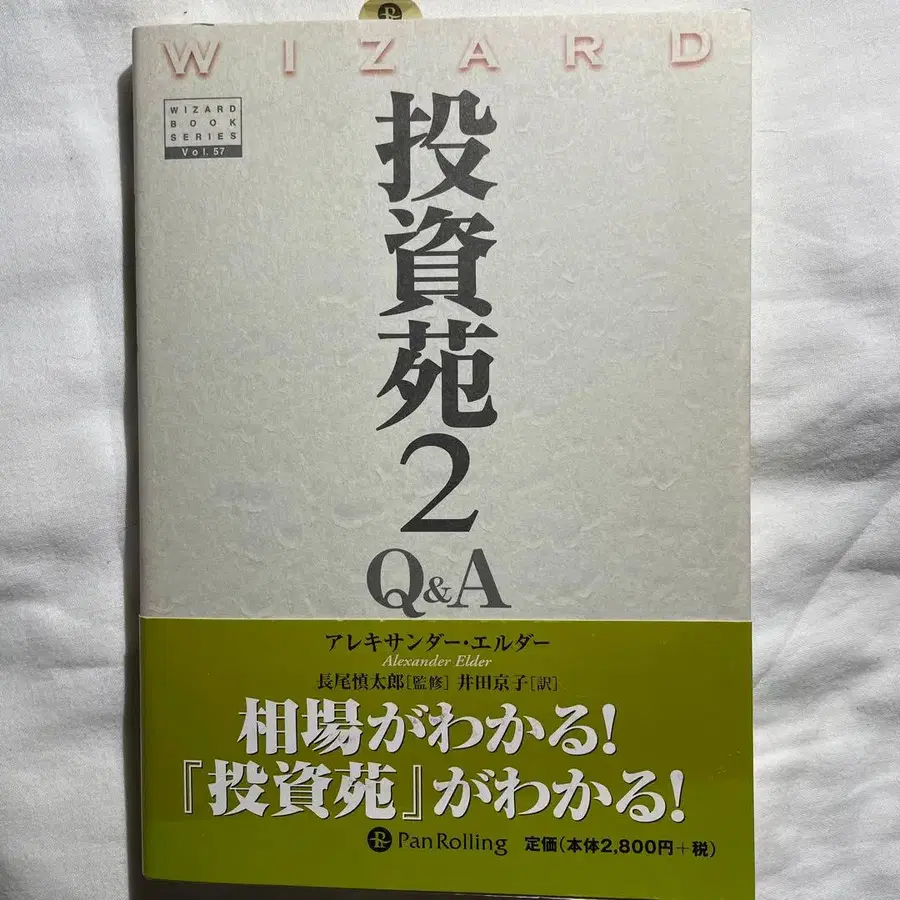 WIZARD
WIZARD
BOOK
SERIES
Vol.57
投資苑2
Q&A
アレキサンダー・エルダー
Alexander Elder
長尾慎太郎[監修] 井田京子[訳]
相場がわかる!
『投資苑』がわかる!
PanRolling 定価(本体2,800円+税)